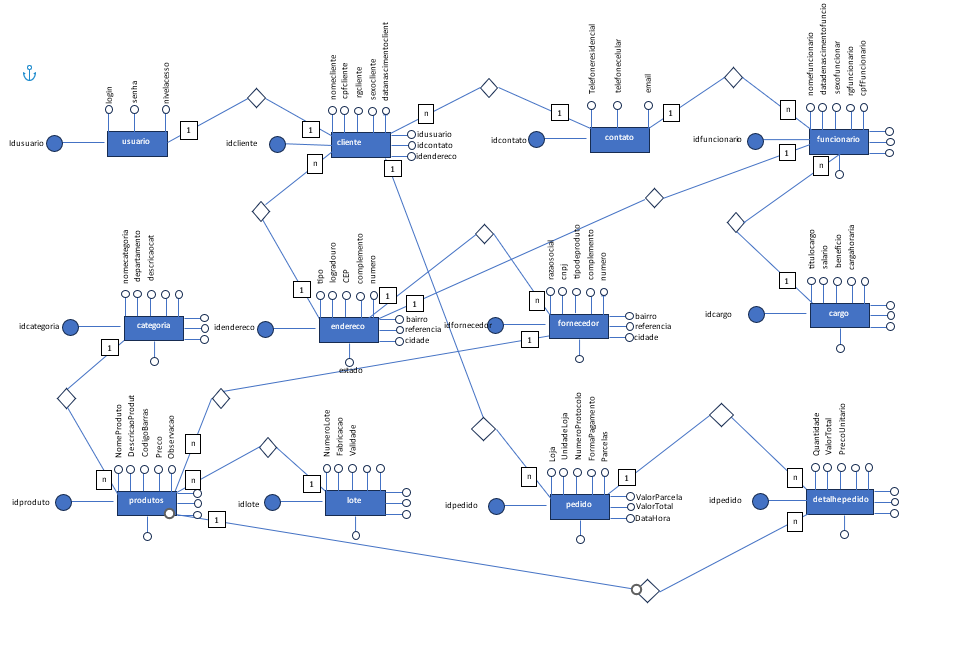 login
senha
nivelacesso
Idusuario
usuario
1
1
nomecliente
cpfcliente
rgcliente
sexocliente
datanascimentoclient
idcliente
cliente
idusuario
idcontato
idendereco
n
n
1
1
Telefoneresidencial
telefonecelular
email
idcontato
contato
1
n
nomefuncionario
datadenascimentofuncio
sexofuncionar
rgfuncionario
cpfFuncionario
idfuncionario
funcionario
1
n
nomecategoria
departamento
descricaocat
idcategoria
categoria
1
tipo
logradouro
CEP
complemento
numero
idendereco
endereco
1
1
1
bairro
referencia
cidade
estado
razaosocial
cnpj
tipodeproduto
complemento
numero
idfornecedor
fornecedor
n
1
bairro
referencia
cidade
titulocargo
salario
beneficio
cargahoraria
idcargo
cargo
1
NomeProduto
DescricaoProdut
CodigoBarras
Preco
Observacao
idproduto
produtos
n
n
n
1
NumeroLote
Fabricacao
Validade
idlote
lote
1
Loja
UnidadeLoja
NumeroProtocolo
FormaPagamento
Parcelas
idpedido
pedido
n
1
ValorParcela
ValorTotal
DataHora
Quantidade
ValorTotal
PrecoUnitario
idpedido
detalhepedido
n
n